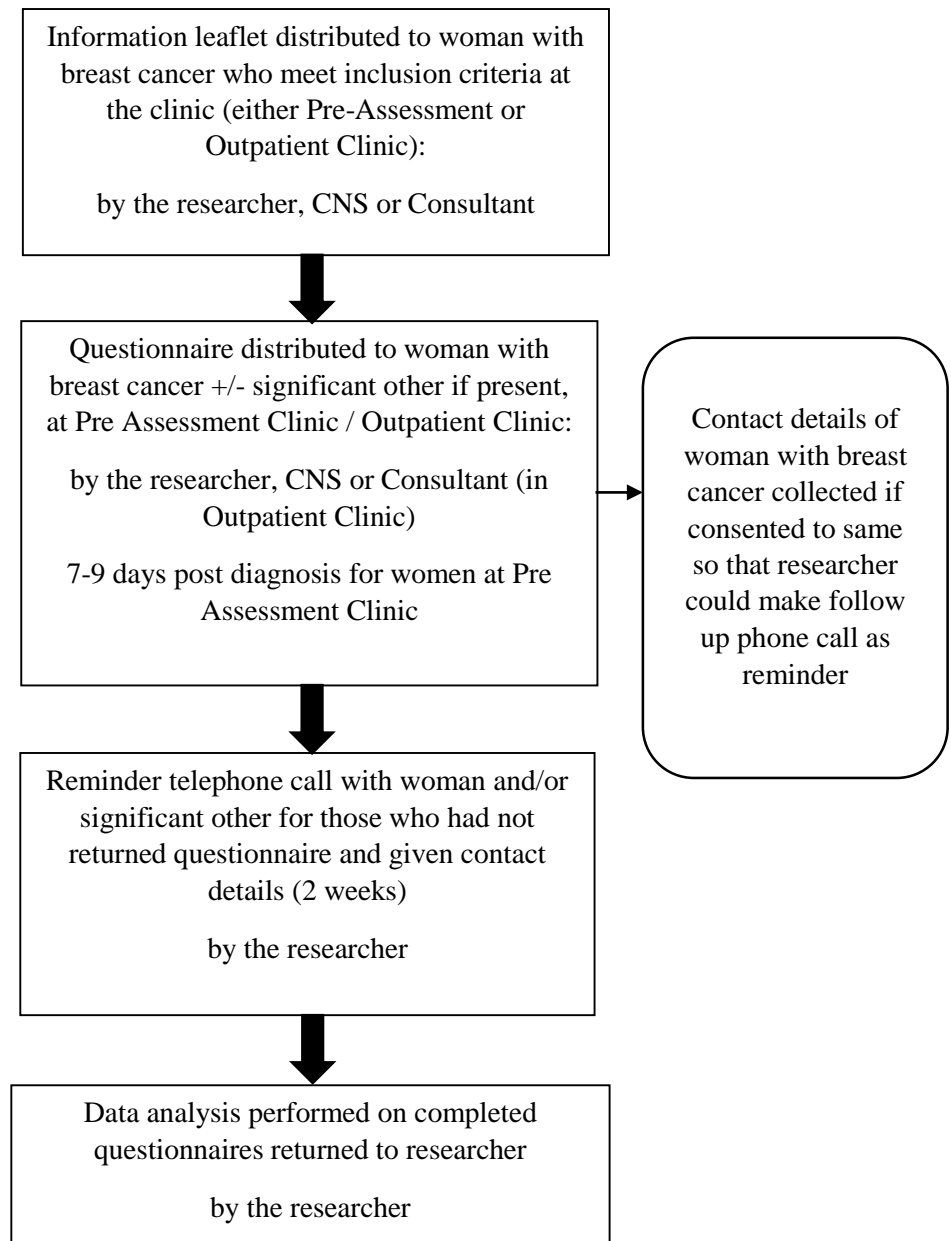 Information leaflet distributed to woman with
breast cancer who meet inclusion criteria at
the clinic (either Pre-Assessment or
Outpatient Clinic):
by the researcher, CNS or Consultant
Questionnaire distributed to woman with
breast cancer +/- significant other if present,
at Pre Assessment Clinic / Outpatient Clinic:
by the researcher, CNS or Consultant (in
Outpatient Clinic)
7-9 days post diagnosis for women at Pre
Assessment Clinic
Contact details of
woman with breast
cancer collected if
consented to same
so that researcher
could make follow
up phone call as
reminder
Reminder telephone call with woman and/or
significant other for those who had not
returned questionnaire and given contact
details (2 weeks)
by the researcher
Data analysis performed on completed
questionnaires returned to researcher
by the researcher